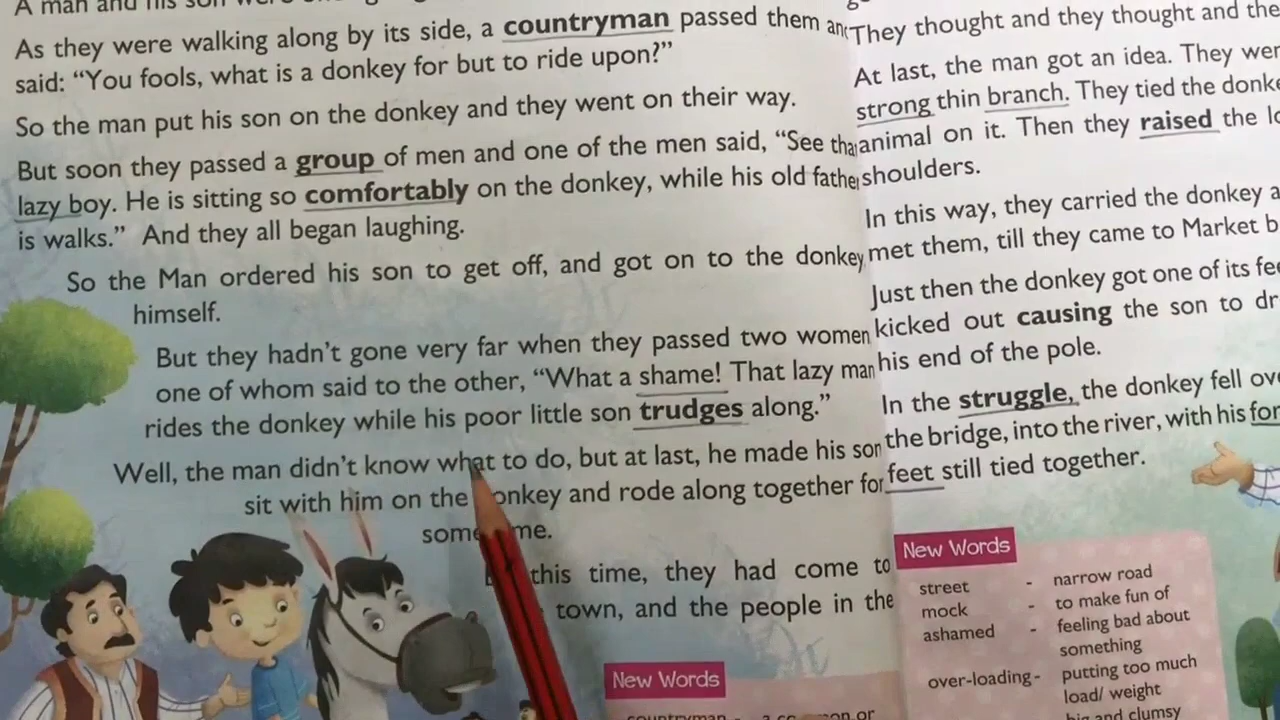 A man and his son were
As they were walking along by its side, a countryman passed them an
said: “You fools, what is a donkey for but to ride upon?”
So the man put his son on the donkey and they went on their way.
But soon they passed a group of men and one of the men said, “See tha
lazy boy. He is sitting so comfortably on the donkey, while his old father
is walks.” And they all began laughing.
So the Man ordered his son to get off, and got on to the donkey
himself.
But they hadn’t gone very far when they passed two women
one of whom said to the other, “What a shame! That lazy man
rides the donkey while his poor little son trudges along.”
Well, the man didn’t know what to do, but at last, he made his son
sit with him on the onkey and rode along together for
some me.
this time, they had come to
town, and the people in the
New Words
countryman -
They thought and they thought and the
At last, the man got an idea. They wer
strong thin branch. They tied the donke
animal on it. Then they raised the lo
shoulders.
In this way, they carried the donkey a
met them, till they came to Market b
Just then the donkey got one of its fee
kicked out causing the son to dr
his end of the pole.
In the struggle, the donkey fell ove
the bridge, into the river, with his for
feet still tied together.
New Words
street - narrow road
mock - to make fun of
ashamed - feeling bad about
something
over-loading- putting too much
load/ weight
big and clumsy